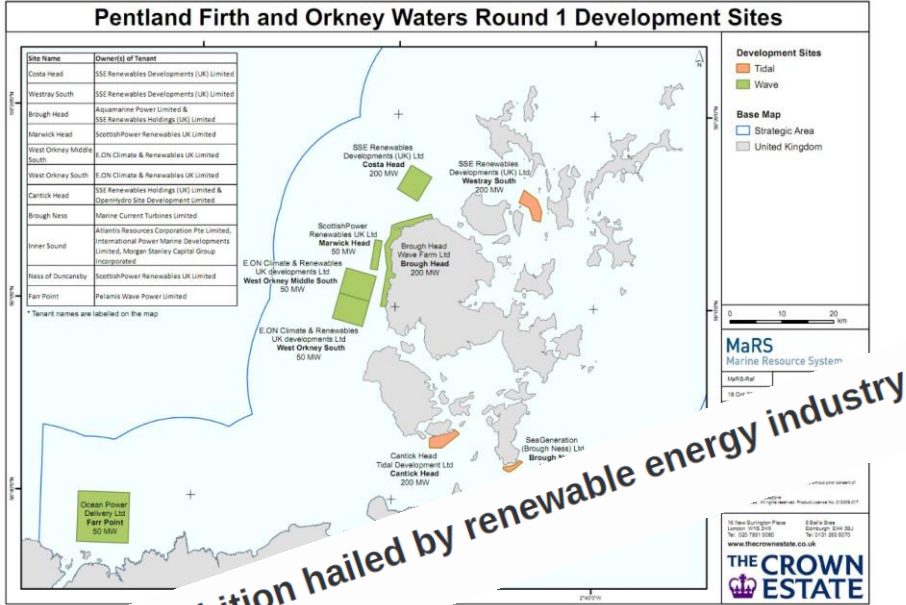 Pentland Firth and Orkney Waters Round 1 Development Sites
Site Name Owner(s) of Tenant
Costa Head SSE Renewables Developments (UK) Limited
Westray South SSE Renewables Developments (UK) Limited
Brough Head Aquamarine Power Limited &
SSE Renewables Holdings (UK) Limited
Marwick Head ScottishPower Renewables UK Limited
West Orkney Middle
South E.ON Climate & Renewables UK Limited
West Orkney South E.ON Climate & Renewables UK Limited
Cantick Head SSE Renewables Holdings (UK) Limited &
OpenHydro Site Development Limited
Brough Ness Marine Current Turbines Limited
Inner Sound Atlantis Resources Corporation Pte Limited,
International Power Marine Developments
Limited, Morgan Stanley Capital Group
Incorporated
Ness of Duncansby ScottishPower Renewables UK Limited
Farr Point Pelamis Wave Power Limited
* Tenant names are labelled on the map
SSE Renewables
Developments (UK) Ltd
Costa Head
200 MW
SSE Renewables
Developments (UK) Ltd
Westray South
200 MW
ScottishPower
Renewables UK Ltd
Marwick Head
50 MW
Brough Head
Wave Farm Ltd
Brough Head
200 MW
E.ON Climate & Renewables
UK developments Ltd
West Orkney Middle South
50 MW
E.ON Climate & Renewables
UK developments Ltd
West Orkney South
50 MW
Cantick Head
Tidal Development Ltd
Cantick Head
200 MW
SeaGeneration
(Brough Ness) Ltd
Brough
Ocean Power
Delivery Ltd
Farr Point
50 MW
N
Development Sites
Tidal
Wave
Base Map
Strategic Area
United Kingdom
0 10 20
km
MaRS
Marine Resource System
MaRS-Ref
hailed by renewable energy industry
16 New Burlington Place
London W1S 2HX
www.thecrownestate.co.uk
THE CROWN
ESTATE